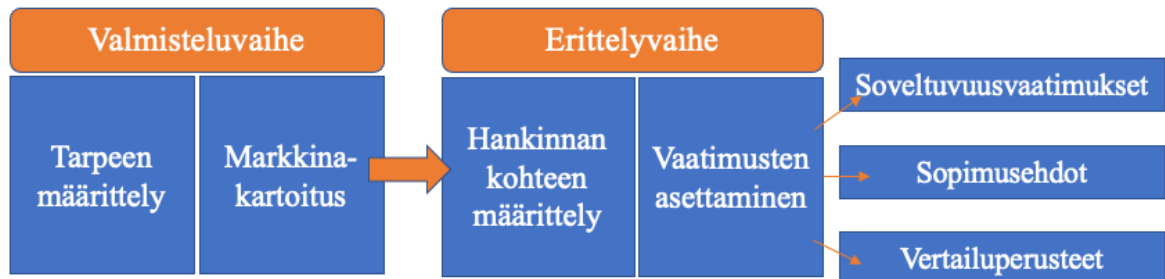 Valmisteluvaihe
Tarpeen
määrittely
Markkina-
kartoitus
Erittelyvaihe
Hankinnan
kohteen
määrittely
Vaatimusten
asettaminen
Soveltuvuusvaatimukset
Sopimusehdot
Vertailuperusteet